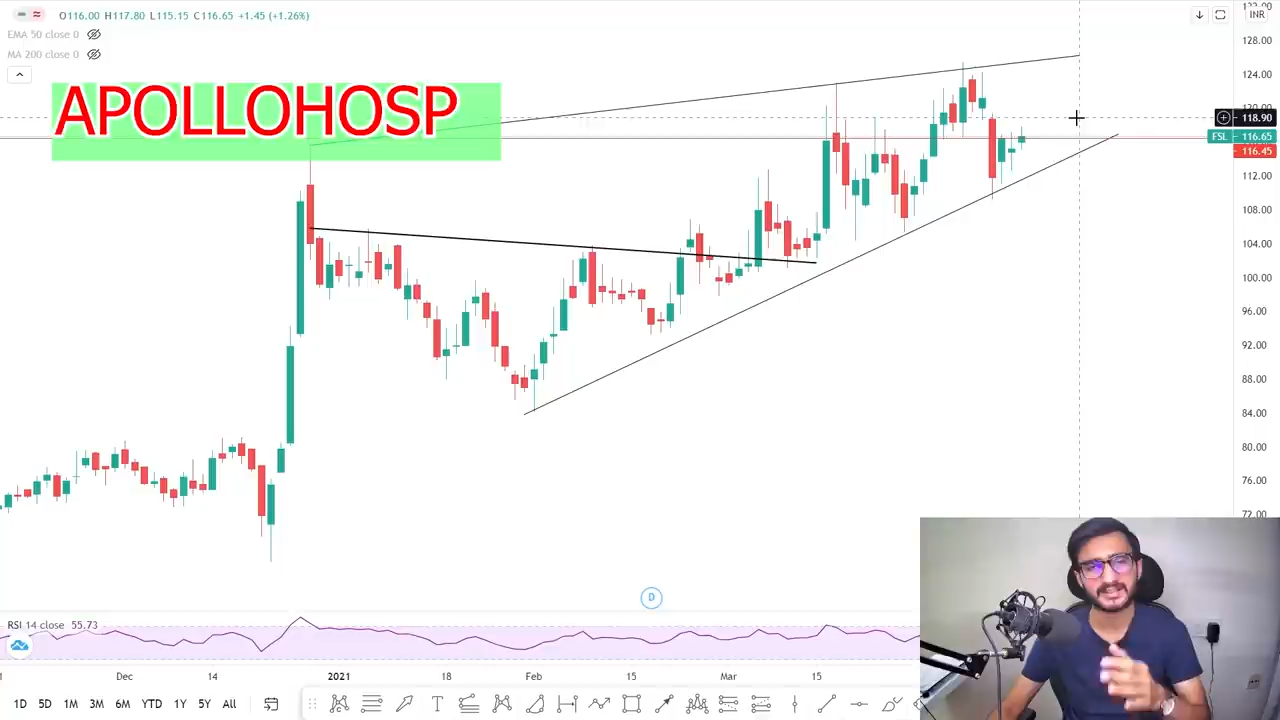 O116.00 H117.80 L115.15 C116.65 +1.45 (+1.26%)
EMA 50 close 0
MA 200 close 0
APOLLOHOSP
INR
128.00
124.00
120.00
118.90
FSL 116.65
116.45
112.00
108.00
104.00
100.00
96.00
92.00
88.00
84.00
80.00
76.00
72.00
D
RSI 14 close 55.73
Dec 14 2021 18 Feb 15 Mar 15
1D 5D 1M 3M 6M YTD 1Y 5Y All